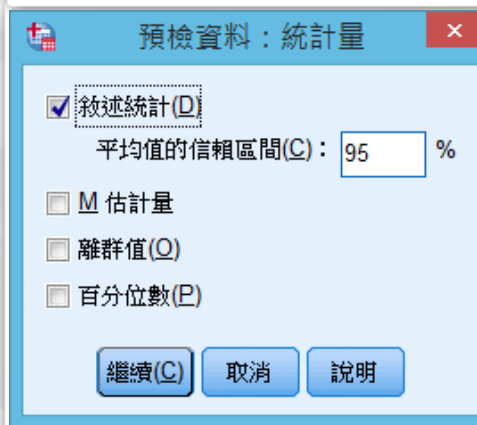 預檢資料：統計量
敘述統計(D)
平均值的信賴區間(C)： 95 %
M 估計量
離群值(O)
百分位數(P)
繼續(C) 取消 說明